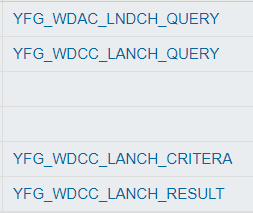 YFG_WDAC_LNDCH_QUERY
YFG_WDCC_LANCH_QUERY
YFG_WDCC_LANCH_CRITERA
YFG_WDCC_LANCH_RESULT